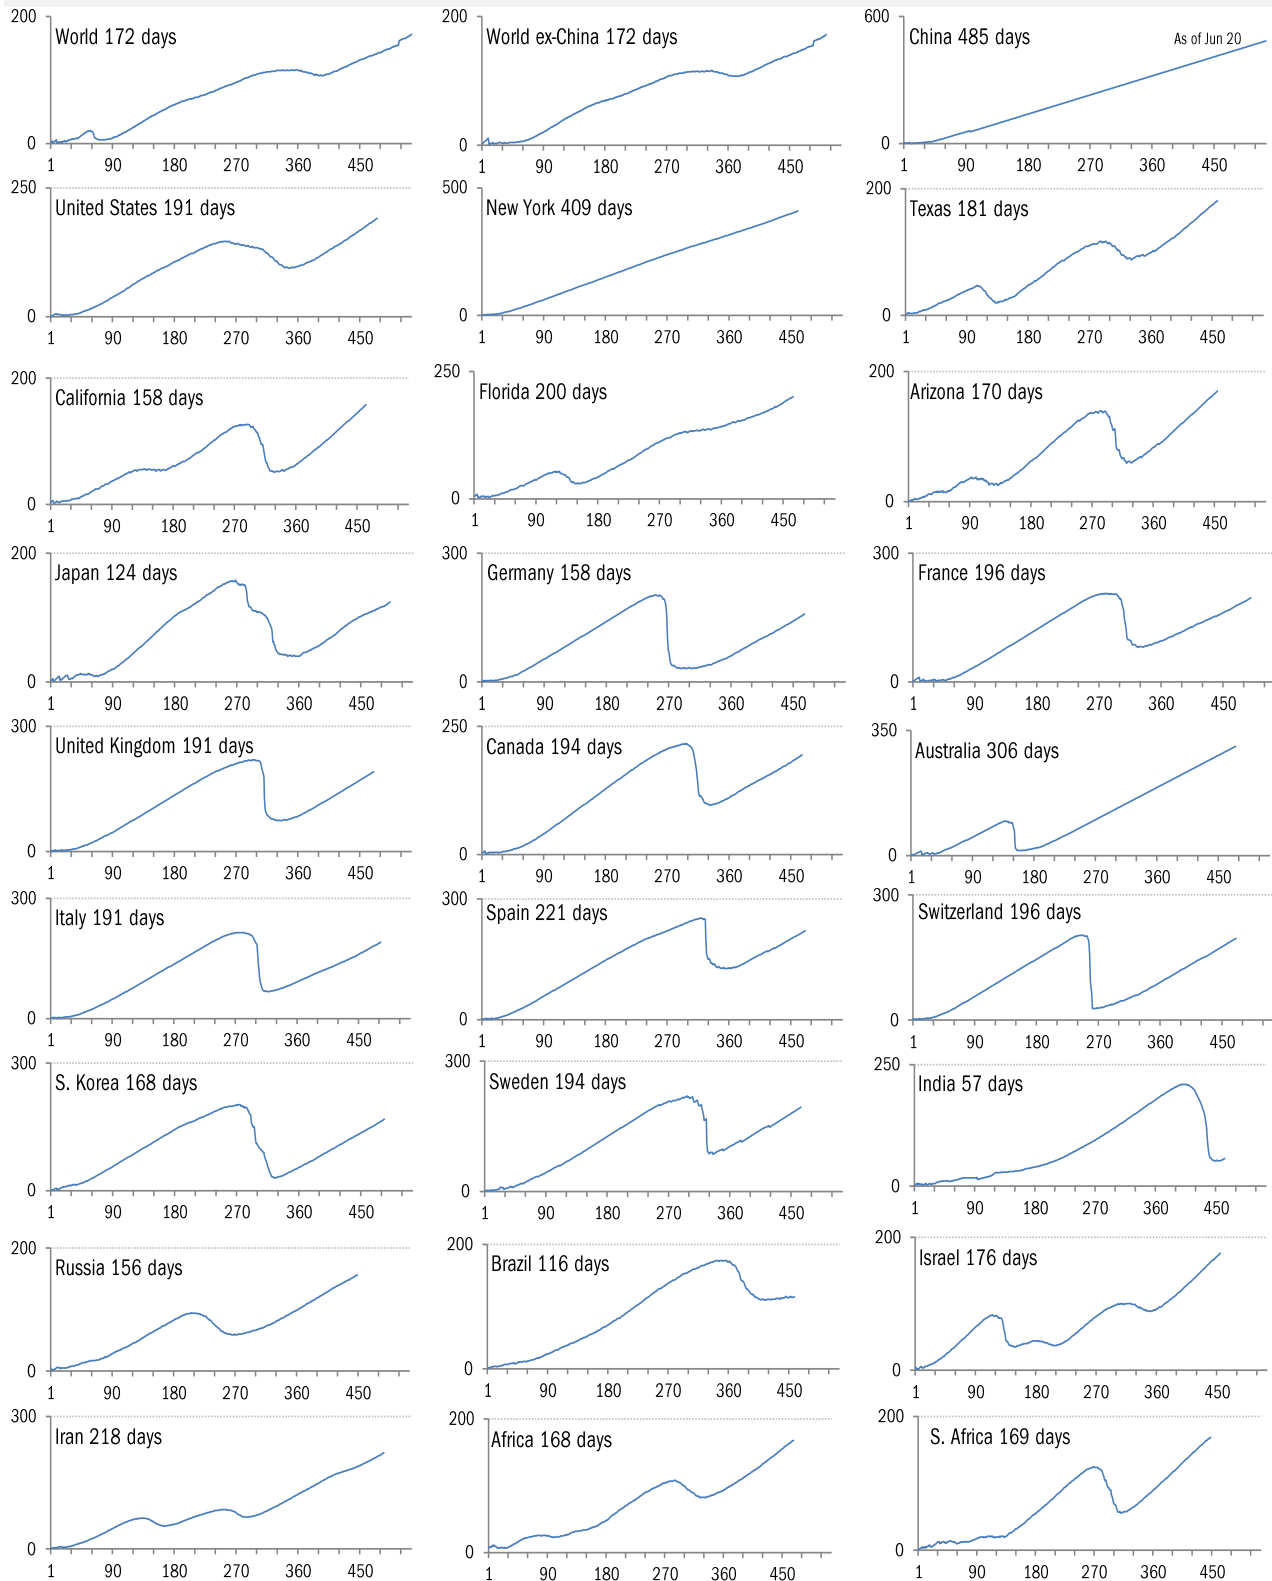 World 172 days
200
0
1 90 180 270 360 450
World ex-China 172 days
200
0
1 90 180 270 360 450
China 485 days
As of Jun 20
600
0
1 90 180 270 360 450
United States 191 days
250
0
1 90 180 270 360 450
New York 409 days
500
0
1 90 180 270 360 450
Texas 181 days
200
0
1 90 180 270 360 450
California 158 days
200
0
1 90 180 270 360 450
Florida 200 days
250
0
1 90 180 270 360 450
Arizona 170 days
200
0
1 90 180 270 360 450
Japan 124 days
200
0
1 90 180 270 360 450
Germany 158 days
300
0
1 90 180 270 360 450
France 196 days
300
0
1 90 180 270 360 450
United Kingdom 191 days
300
0
1 90 180 270 360 450
Canada 194 days
250
0
1 90 180 270 360 450
Australia 306 days
350
0
1 90 180 270 360 450
Italy 191 days
300
0
1 90 180 270 360 450
Spain 221 days
300
0
1 90 180 270 360 450
Switzerland 196 days
300
0
1 90 180 270 360 450
S. Korea 168 days
300
0
1 90 180 270 360 450
Sweden 194 days
300
0
1 90 180 270 360 450
India 57 days
250
0
1 90 180 270 360 450
Russia 156 days
200
0
1 90 180 270 360 450
Brazil 116 days
200
0
1 90 180 270 360 450
Israel 176 days
200
0
1 90 180 270 360 450
Iran 218 days
300
0
1 90 180 270 360 450
Africa 168 days
200
0
1 90 180 270 360 450
S. Africa 169 days
200
0
1 90 180 270 360 450